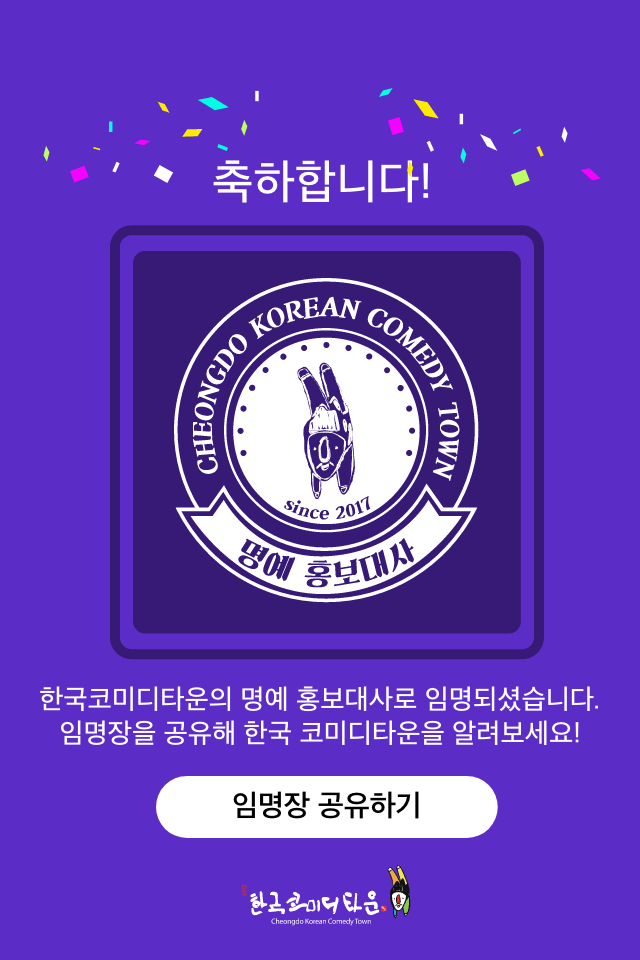 축하합니다!
CHEONGDO KOREAN COMEDY TOWN
since 2017
명예 홍보대사
한국코미디타운의 명예 홍보대사로 임명되셨습니다.
임명장을 공유해 한국 코미디타운을 알려보세요!
임명장 공유하기
한국코미디타운
Cheongdo Korean Comedy Town